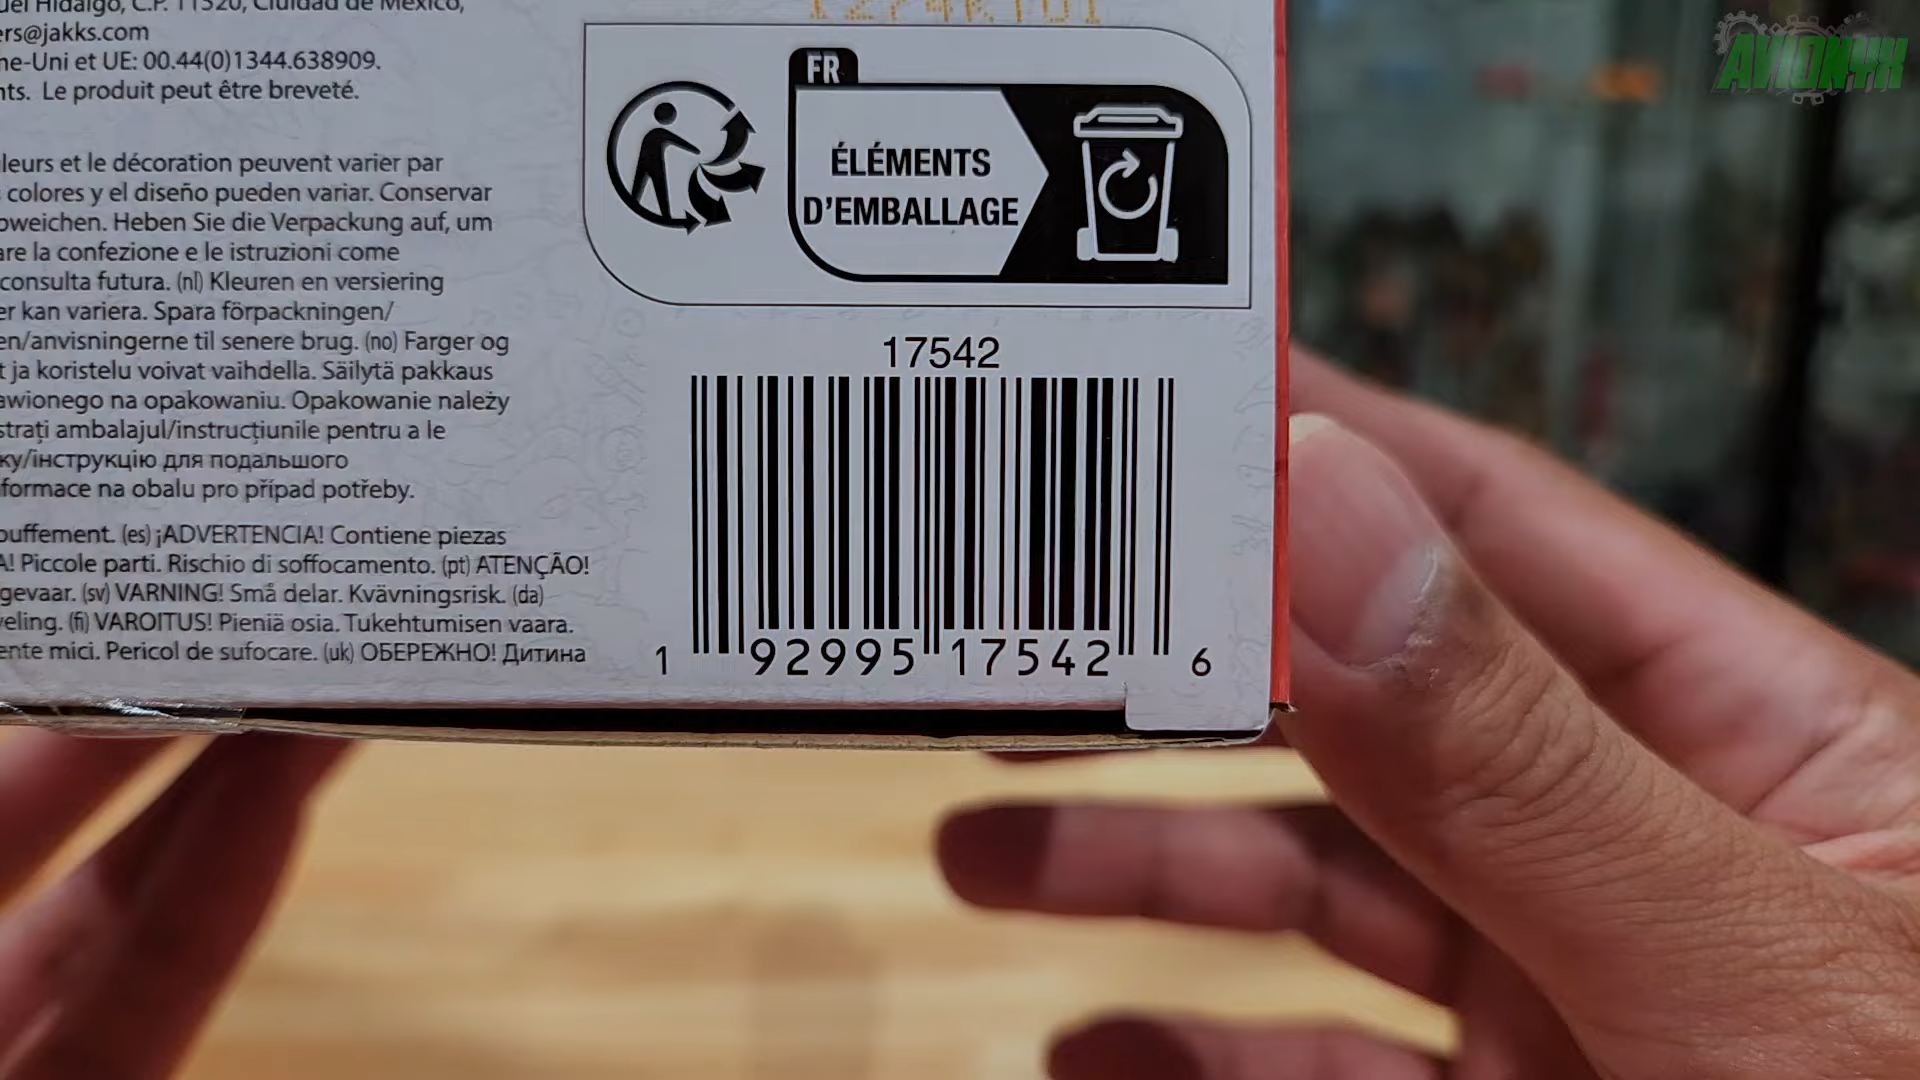 Hidalgo, C.P. 11520, Ciudad de México,
ers@jakks.com
ne-Uni et UE: 00.44(0)1344.638909.
nts. Le produit peut être breveté.
leurs et le décoration peuvent varier par
colores y el diseño pueden variar. Conservar
oweichen. Heben Sie die Verpackung auf, um
are la confezione e le istruzioni come
consulta futura. (nl) Kleuren en versiering
er kan variera. Spara förpackningen/
en/anvisningerne til senere brug. (no) Farger og
t ja koristelu voivat vaihdella. Säilytä pakkaus
awionego na opakowaniu. Opakowanie należy
strați ambalajul/instrucțiunile pentru a le
ку/інструкцію для подальшого
formace na obalu pro případ potřeby.
ouffement. (es) ¡ADVERTENCIA! Contiene piezas
A! Piccole parti. Rischio di soffocamento. (pt) ATENÇÃO!
gevaar. (sv) VARNING! Små delar. Kvävningsrisk. (da)
eling. (fi) VAROITUS! Pieniä osia. Tukehtumisen vaara.
ente mici. Pericol de sufocare. (uk) ОБЕРЕЖНО! Дитина
FR
ÉLÉMENTS
D'EMBALLAGE
17542
1 92995 17542 6
AVIONYX